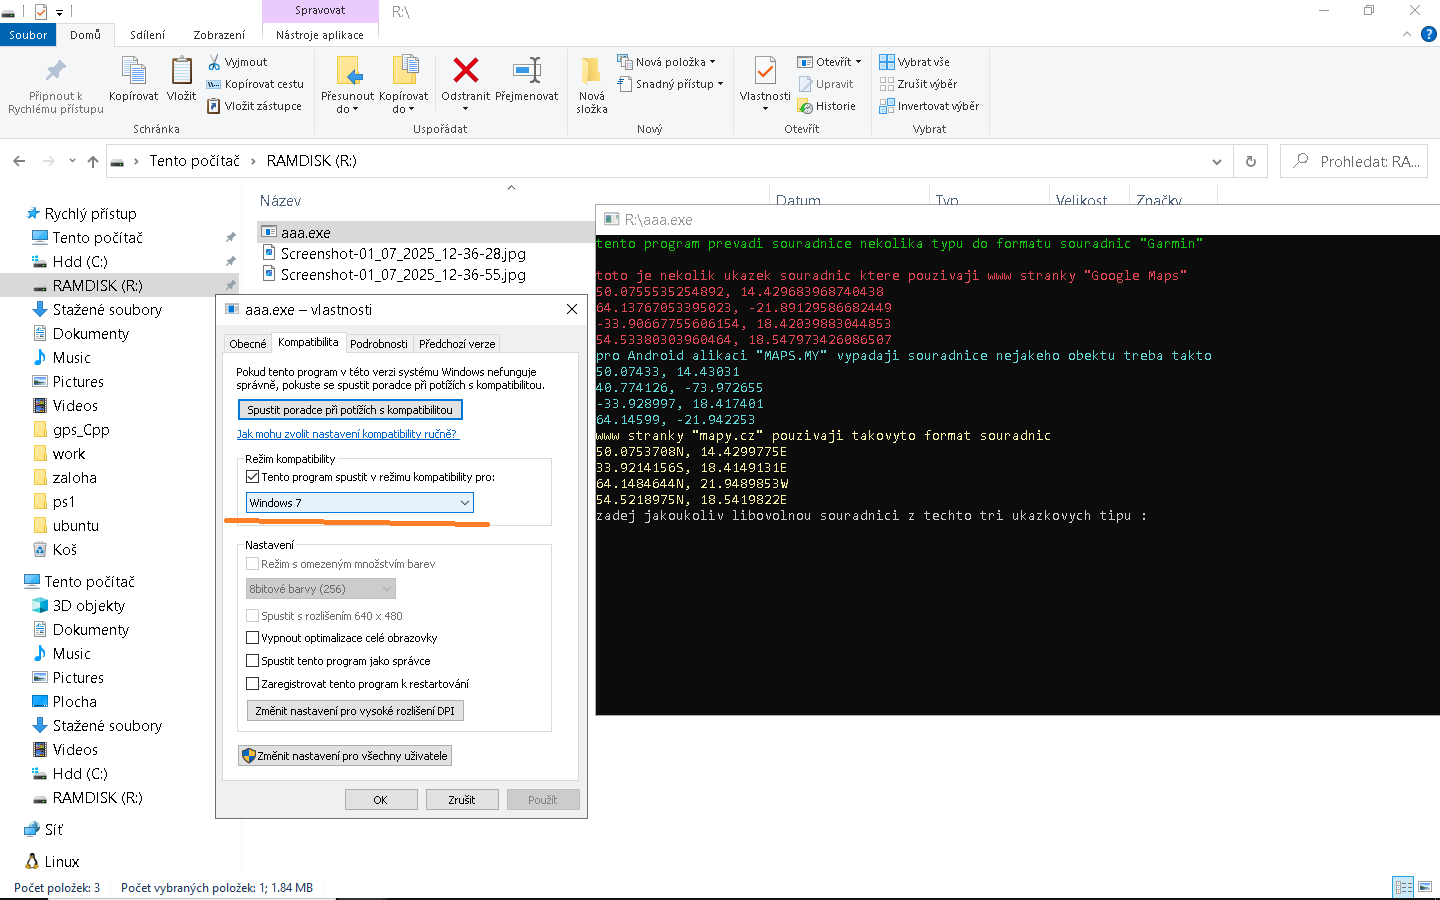 Spravovat
R:\
Soubor
Domů
Sdílení
Zobrazení
Nástroje aplikace
Připnout k
Rychlému přístupu
Kopírovat
Vložit
Vyjmout
Kopírovat cestu
Vložit zástupce
Schránka
Přesunout
do
Kopírovat
do
Odstranit
Přejmenovat
Uspořádat
Nová
složka
Nová položka
Snadný přístup
Nový
Vlastnosti
Otevřít
Upravit
Historie
Otevřít
Vybrat vše
Zrušit výběr
Invertovat výběr
Vybrat
Tento počítač
RAMDISK (R:)
Prohledat: RA...
Rychlý přístup
Tento počítač
Hdd (C:)
RAMDISK (R:)
Stažené soubory
Dokumenty
Music
Pictures
Videos
gps_Cpp
work
zaloha
ps1
ubuntu
Koš
Tento počítač
3D objekty
Dokumenty
Music
Pictures
Plocha
Stažené soubory
Videos
Hdd (C:)
RAMDISK (R:)
Síť
Linux
Název
Datum
Typ
Velikost
Značky
aaa.exe
Screenshot-01_07_2025_12-36-28.jpg
Screenshot-01_07_2025_12-36-55.jpg
aaa.exe – vlastnosti
Obecné
Kompatibilita
Podrobnosti
Předchozí verze
Pokud tento program v této verzi systému Windows nefunguje
správně, pokuste se spustit poradce při potížích s kompatibilitou.
Spustit poradce při potížích s kompatibilitou
Jak mohu zvolit nastavení kompatibility ručně?
Režim kompatibility
Tento program spustit v režimu kompatibility pro:
Windows 7
Nastavení
Režim s omezeným množstvím barev
8bitové barvy (256)
Spustit s rozlišením 640 x 480
Vypnout optimalizace celé obrazovky
Spustit tento program jako správce
Zaregistrovat tento program k restartování
Změnit nastavení pro vysoké rozlišení DPI
Změnit nastavení pro všechny uživatele
OK
Zrušit
Použít
R:\aaa.exe
tento program prevadi souradnice nekolika typu do formatu souradnic "Garmin"
toto je nekolik ukazek souradnic ktere pouzivaji www stranky "Google Maps"
50.0755535254892, 14.429683968740438
64.13767053395023, -21.89129586682449
-33.90667755606154, 18.42039883044853
54.53380303960464, 18.547973426086507
pro Android alikaci "MAPS.MY" vypadaji souradnice nejakeho obektu treba takto
50.07433, 14.43031
40.774126, -73.972655
-33.928997, 18.417401
64.14599, -21.942253
www stranky "mapy.cz" pouzivaji takovyto format souradnic
50.0753708N, 14.4299775E
33.9214156S, 18.4149131E
64.1484644N, 21.9489853W
54.5218975N, 18.5419822E
zadej jakoukoliv libovolnou souradnici z techto tri ukazkovych tipu :
Počet položek: 3
Počet vybraných položek: 1; 1.84 MB